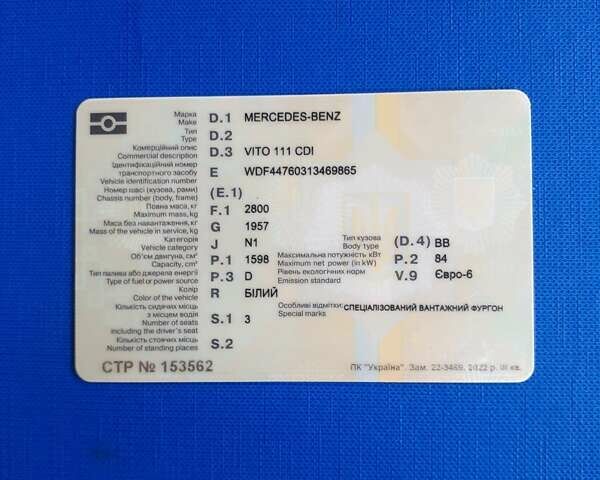 Марка D.1 MERCEDES-BENZ
Make
Тип D.2
Type
Комерційний опис D.3 VITO 111 CDI
Commercial description
Ідентифікаційний номер
транспортного засобу E WDF44760313469865
Vehicle identification number
Номер шасі (кузова, рами) (E.1)
Chassis number (body, frame)
Повна маса, кг F.1 2800
Maximum mass, kg
Маса без навантаження, кг G 1957
Mass of the vehicle in service, kg
Категорія J N1 Тип кузова (D.4) ВВ
Vehicle category Body type
Об'єм двигуна, см³ P.1 1598 Максимальна потужність кВт P.2 84
Capacity, cm³ Maximum net power (in kW)
Тип палива або джерела енергії P.3 D Рівень екологічних норм V.9 Євро-6
Type of fuel or power source Emission standard
Колір R БІЛИЙ
Color of the vehicle
Кількість сидячих місць Особливі відмітки: СПЕЦІАЛІЗОВАНИЙ ВАНТАЖНИЙ ФУРГОН
з місцем водія S.1 3 Special marks
Number of seats
including the driver's seat
Кількість стоячих місць S.2
Number of standing places
СТР № 153562 ПК "Україна". Зам. 22-3469. 2022 р. III кв.